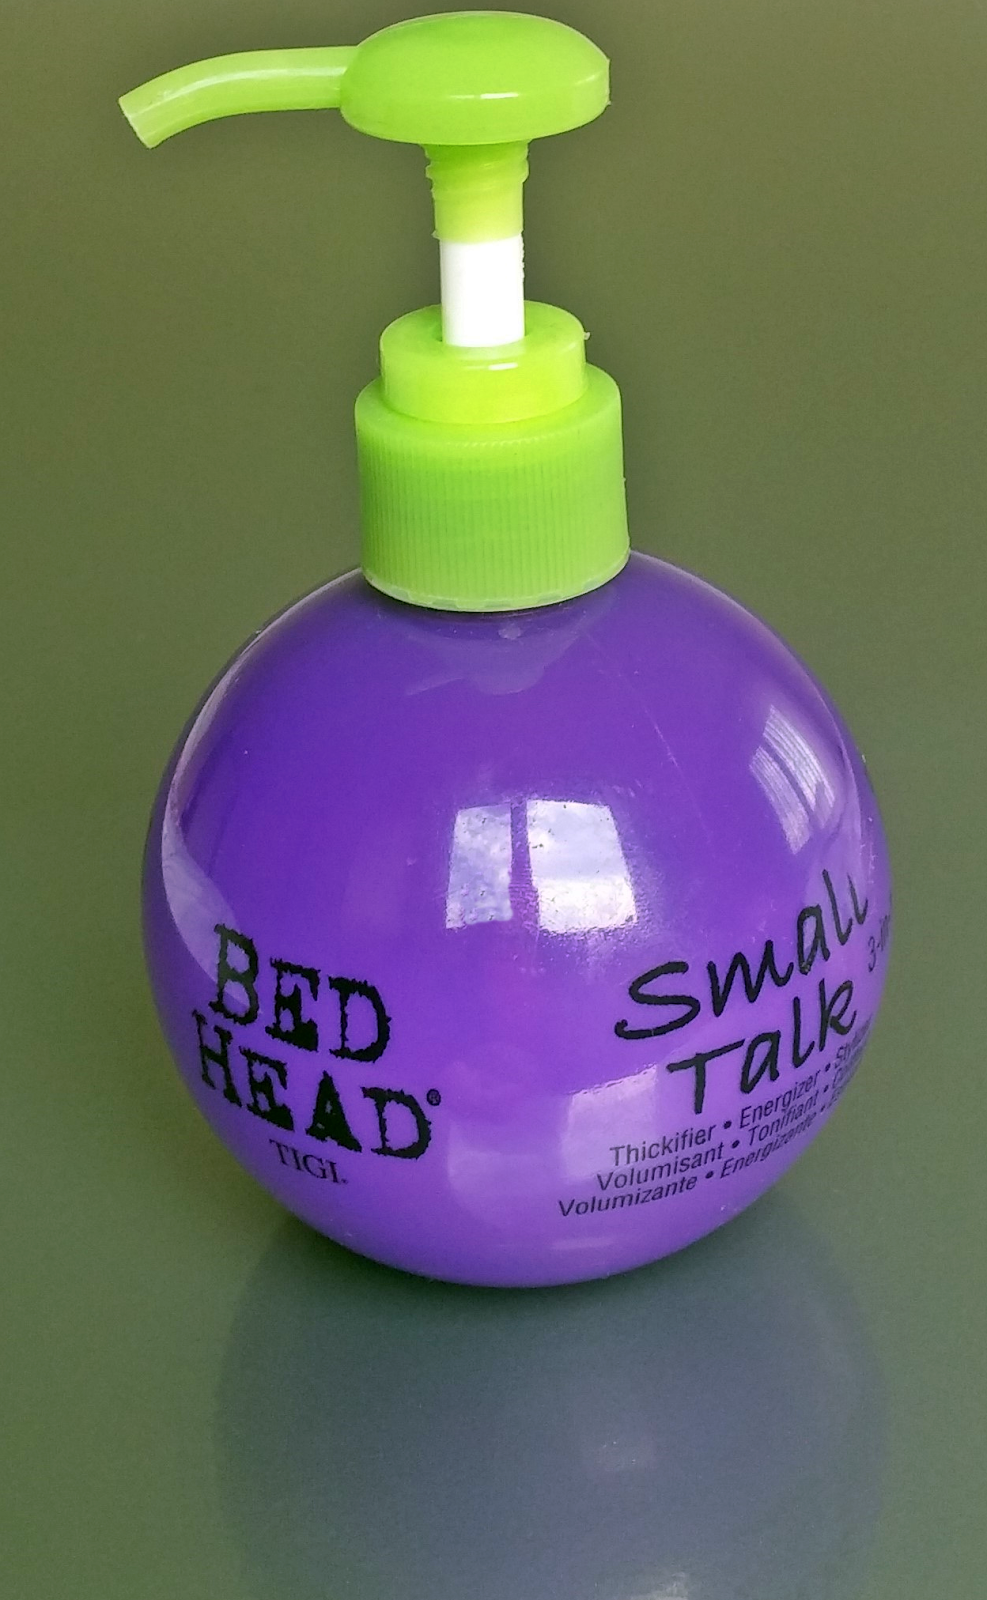 BED
HEAD®
TIGI.
Small
Talk
Thickifier • Energizer •
Volumisant • Tonifiant •
Volumizante • Energizante •